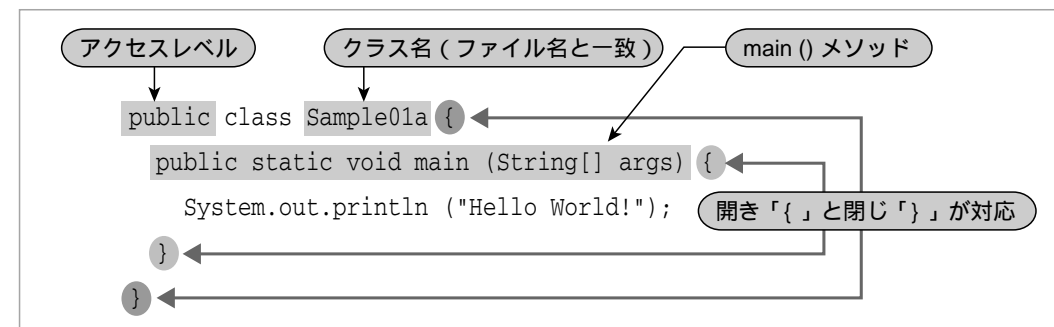 アクセスレベル クラス名 ( ファイル名と一致 ) main () メソッド
public class Sample01a {
public static void main (String[] args) {
System.out.println ("Hello World!"); 開き「 { 」と閉じ「 } 」が対応
}
}